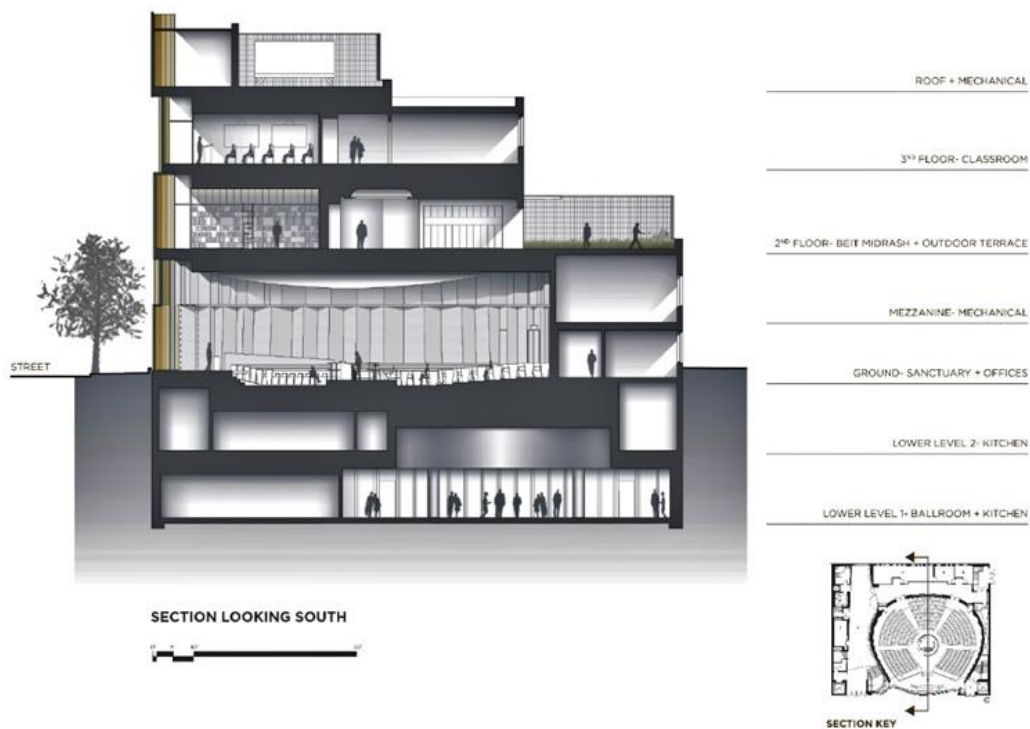 ROOF + MECHANICAL
3RD FLOOR- CLASSROOM
2ND FLOOR- BEIT MIDRASH + OUTDOOR TERRACE
MEZZANINE- MECHANICAL
STREET
GROUND- SANCTUARY + OFFICES
LOWER LEVEL 2- KITCHEN
LOWER LEVEL 1- BALLROOM + KITCHEN
SECTION LOOKING SOUTH
SECTION KEY